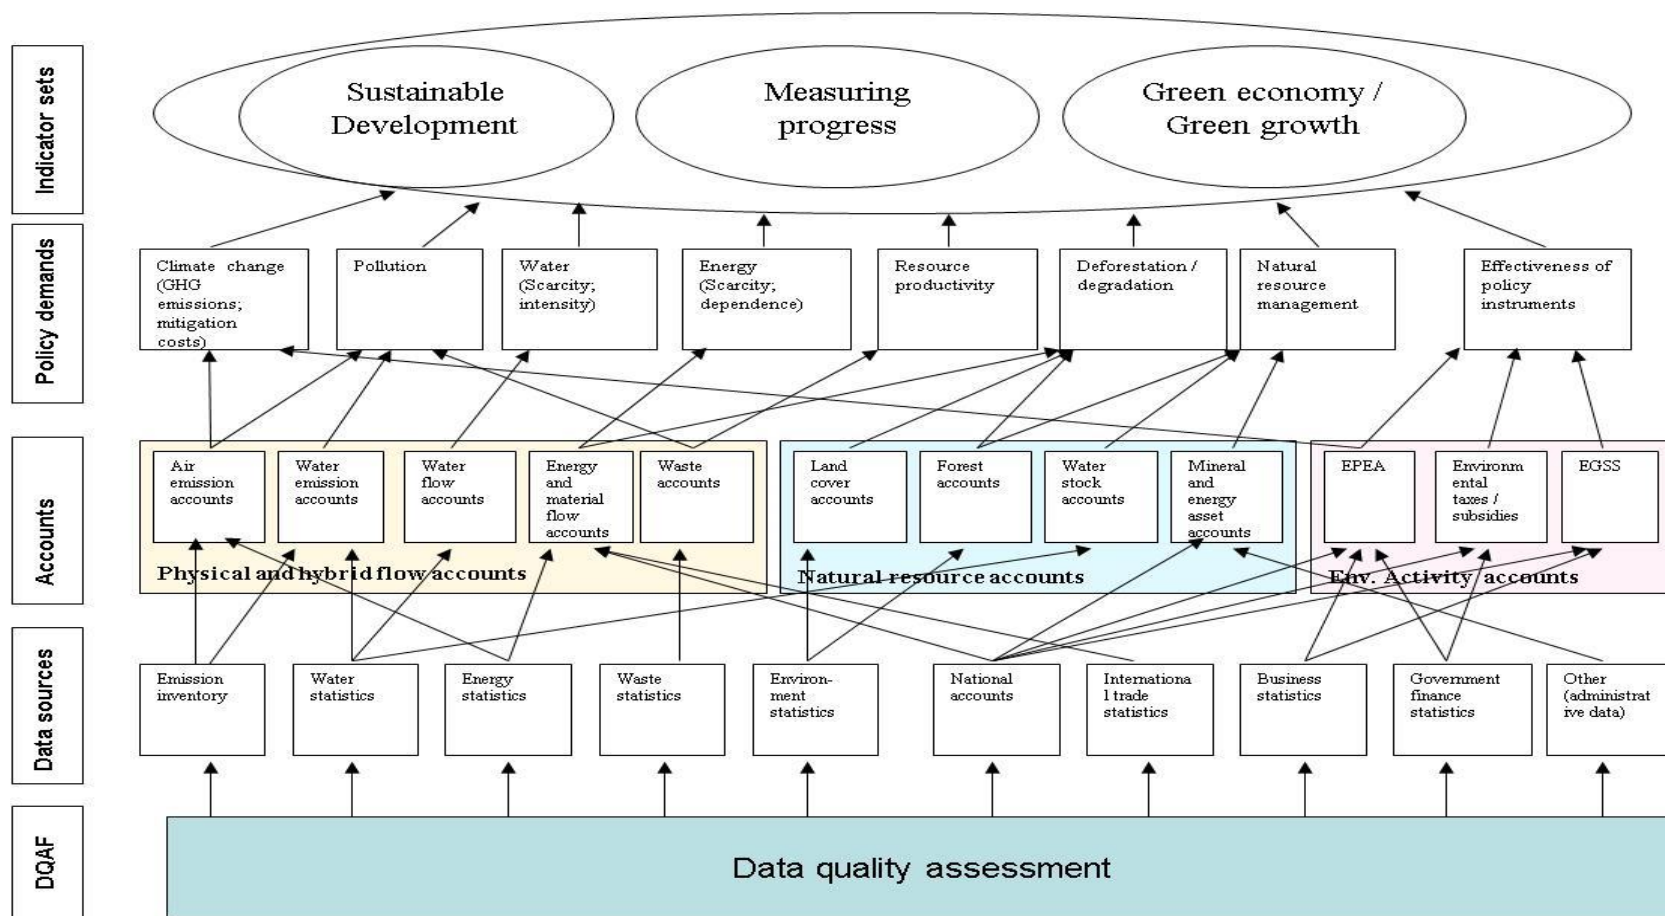 Indicator sets
Sustainable
Development
Measuring
progress
Green economy /
Green growth
Policy demands
Climate change
(GHG
emissions;
mitigation
costs)
Pollution
Water
(Scarcity;
intensity)
Energy
(Scarcity;
dependence)
Resource
productivity
Deforestation /
degradation
Natural
resource
management
Effectiveness of
policy
instruments
Accounts
Air
emission
accounts
Water
emission
accounts
Water
flow
accounts
Energy
and
material
flow
accounts
Waste
accounts
Physical and hybrid flow accounts
Land
cover
accounts
Forest
accounts
Water
stock
accounts
Mineral
and
energy
asset
accounts
Natural resource accounts
EPEA
Environm
ental
taxes /
subsidies
EGSS
Env. Activity accounts
Data sources
Emission
inventory
Water
statistics
Energy
statistics
Waste
statistics
Environ-
ment
statistics
National
accounts
Internationa
l trade
statistics
Business
statistics
Government
finance
statistics
Other
(administrat
ive data)
DQAF
Data quality assessment